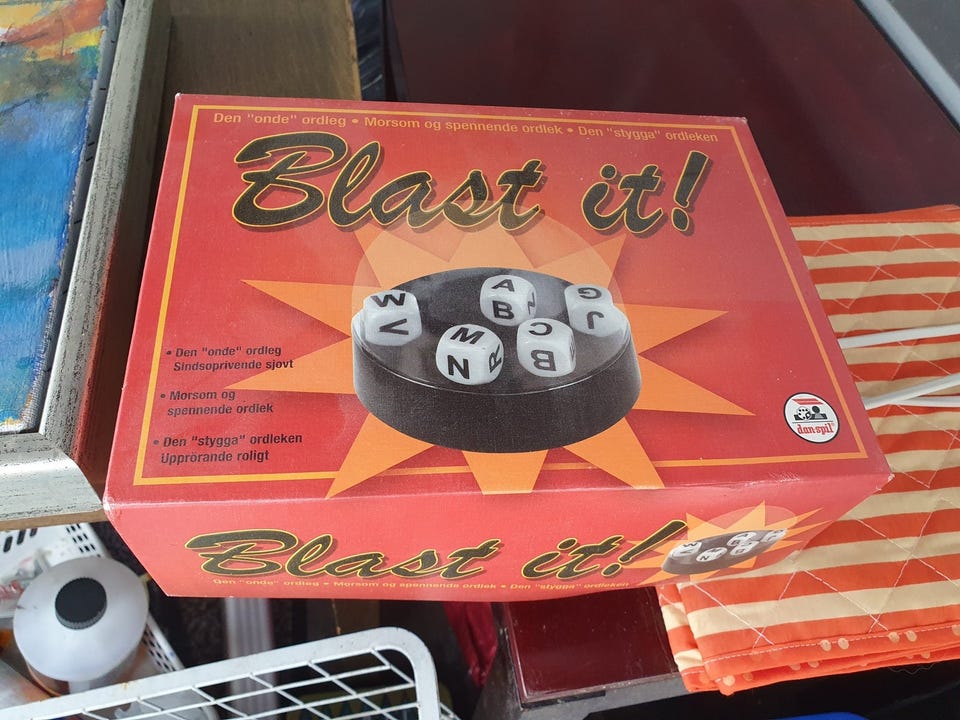 Den "onde" ordleg • Morsom og spennende ordlek • Den "stygga" ordleken
Blast it!
W
V
M
N
R
A
B
C
B
G
J
• Den "onde" ordleg
Sindsoprivende sjovt
• Morsom og
spennende ordlek
• Den "stygga" ordleken
Upprörande roligt
dan-spil®
Blast it!
Den "onde" ordleg • Morsom og spennende ordlek • Den "stygga" ordleken